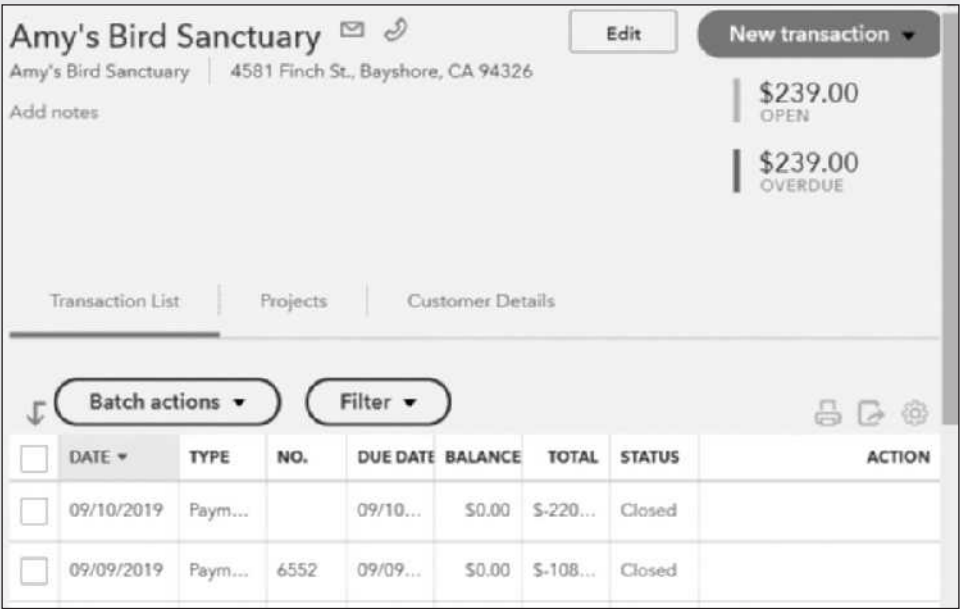 Amy's Bird Sanctuary
Edit
New transaction
Amy's Bird Sanctuary 4581 Finch St., Bayshore, CA 94326
Add notes
$239.00
OPEN
$239.00
OVERDUE
Transaction List Projects Customer Details
Batch actions Filter
DATE TYPE NO. DUE DATE BALANCE TOTAL STATUS ACTION
09/10/2019 Paym... 09/10... $0.00 $-220... Closed
09/09/2019 Paym... 6552 09/09... $0.00 $-108... Closed